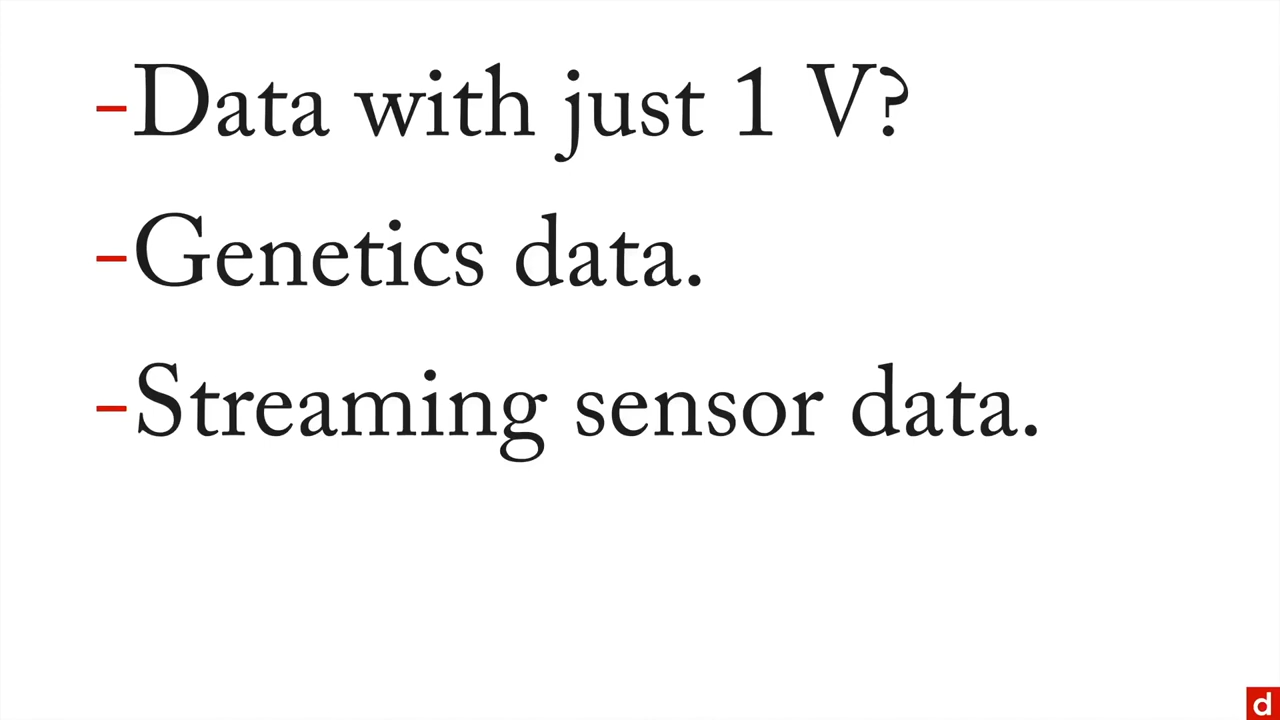 -Data with just 1 V?
-Genetics data.
-Streaming sensor data.
d